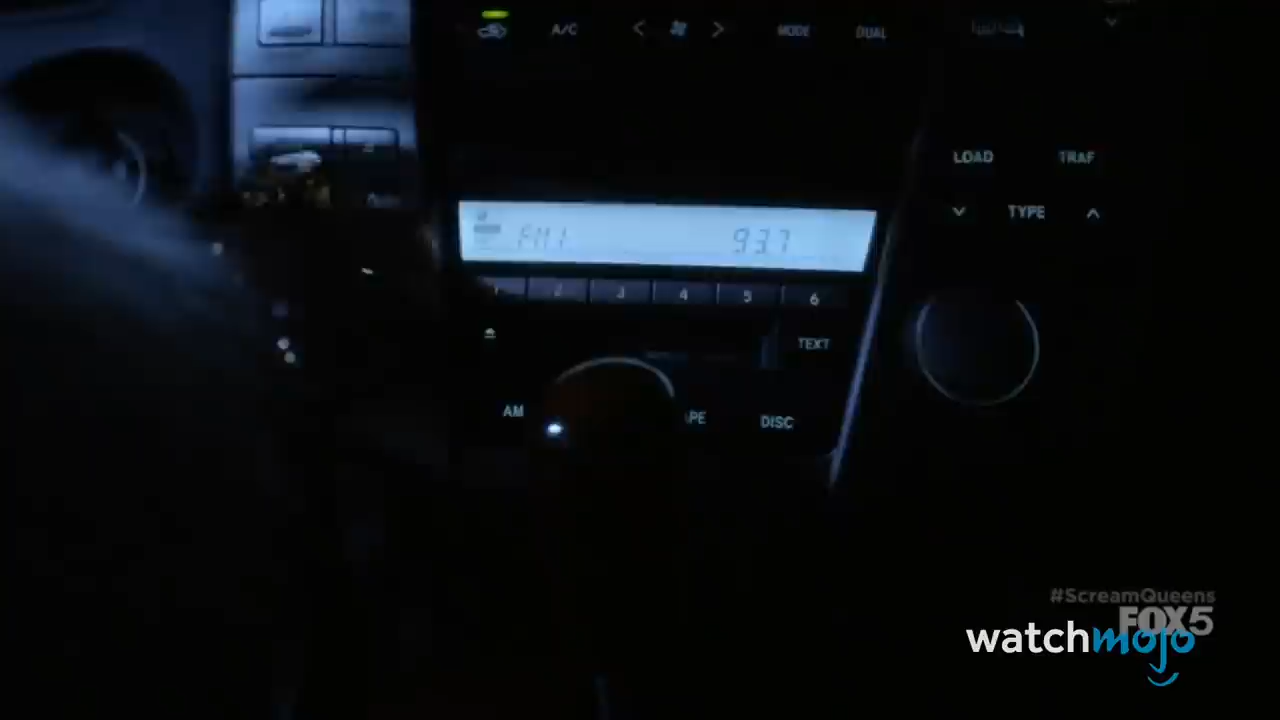 A/C < > MODE DUAL
LOAD TRAF
TYPE
FM1 93.7
1 2 3 4 5 6
TEXT
AM
PE DISC
#ScreamQueens
FOX5
watchmojo